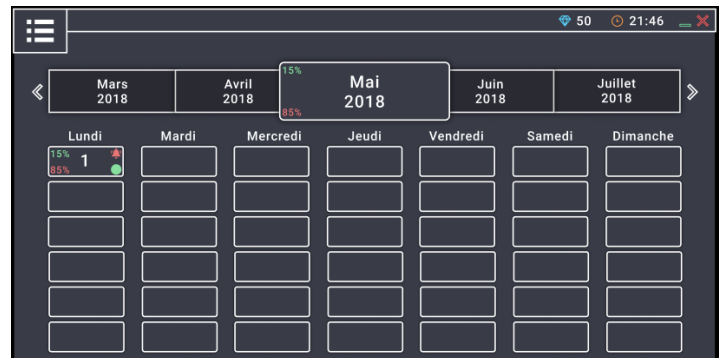 50 21:46
15%
Mars Avril Mai Juin Juillet
2018 2018 2018 2018 2018
85%
Lundi Mardi Mercredi Jeudi Vendredi Samedi Dimanche
15%
1
85%